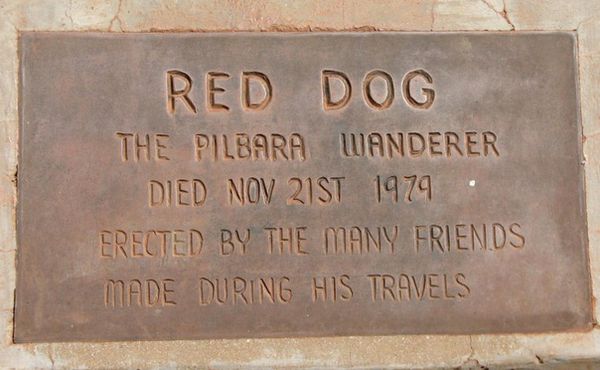 RED DOG
THE PILBARA WANDERER
DIED NOV 21ST 1979
ERECTED BY THE MANY FRIENDS
MADE DURING HIS TRAVELS